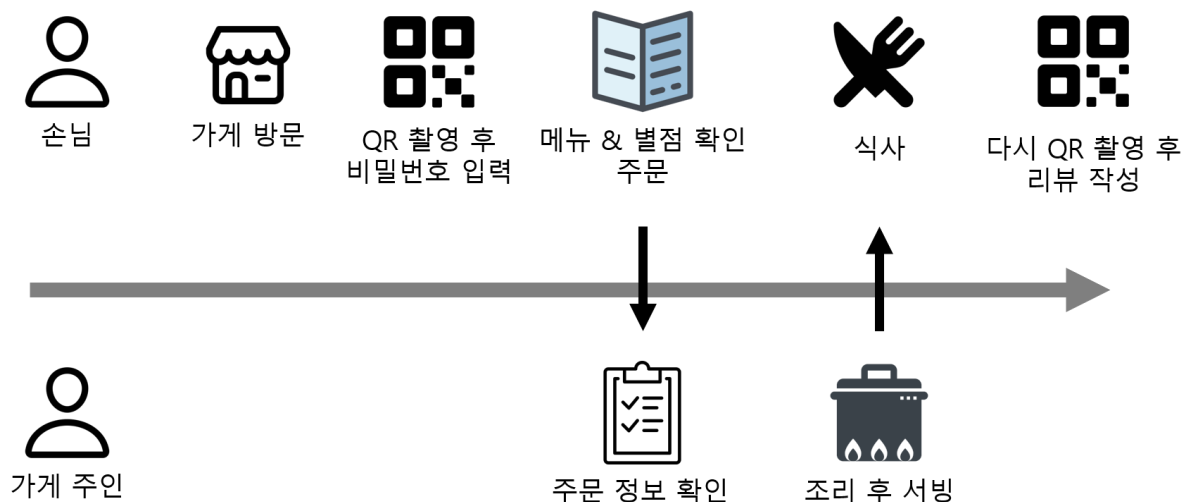 손님
가게 방문
QR 촬영 후
비밀번호 입력
메뉴 & 별점 확인
주문
식사
다시 QR 촬영 후
리뷰 작성
가게 주인
주문 정보 확인
조리 후 서빙